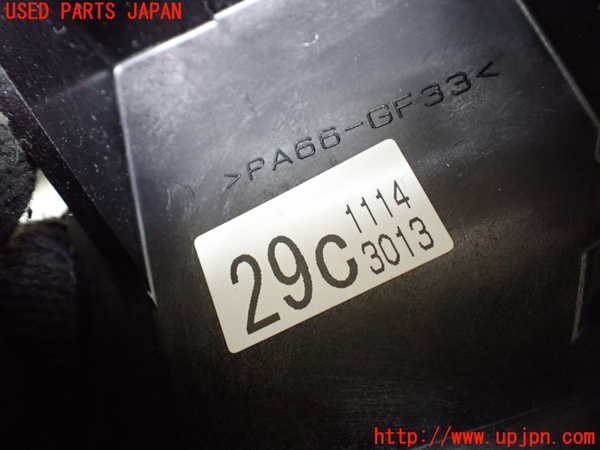 USED PARTS JAPAN
>PA66-GF33<
29C
1114
3013
http://www.upjpn.com/